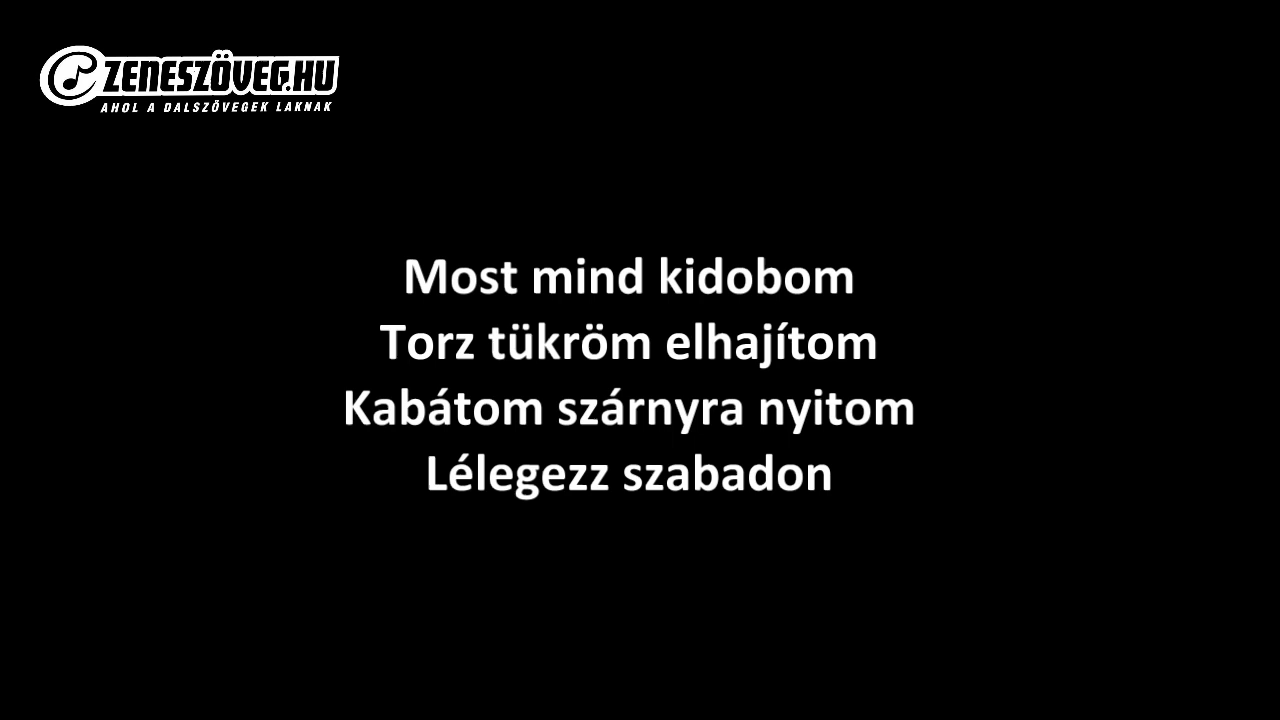 ZENESZÖVEG.HU
AHOL A DALSZÖVEGEK LAKNAK
Most mind kidobom
Torz tükröm elhajítom
Kabátom szárnyra nyitom
Lélegezz szabadon